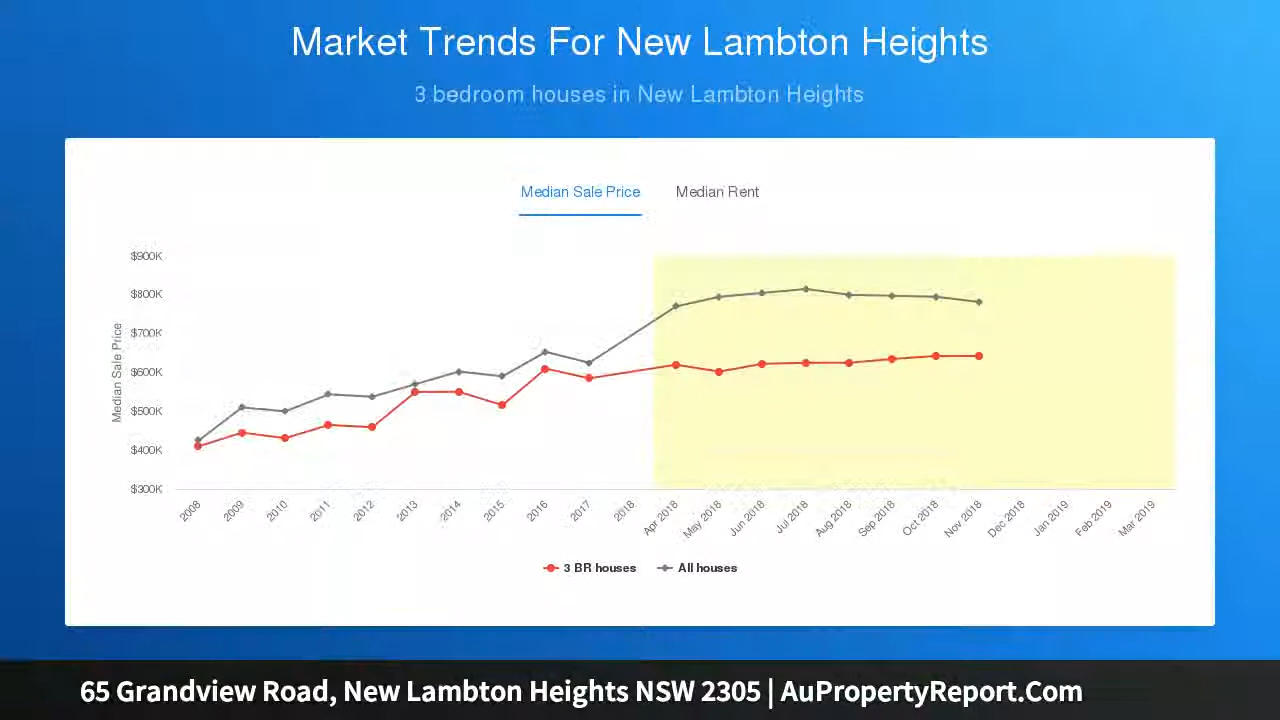 Market Trends For New Lambton Heights
3 bedroom houses in New Lambton Heights
Median Sale Price Median Rent
Median Sale Price
$900K
$800K
$700K
$600K
$500K
$400K
$300K
2008 2009 2010 2011 2012 2013 2014 2015 2016 2017 2018 Apr 2018 May 2018 Jun 2018 Jul 2018 Aug 2018 Sep 2018 Oct 2018 Nov 2018 Dec 2018 Jan 2019 Feb 2019 Mar 2019
3 BR houses All houses
65 Grandview Road, New Lambton Heights NSW 2305 | AuPropertyReport.Com